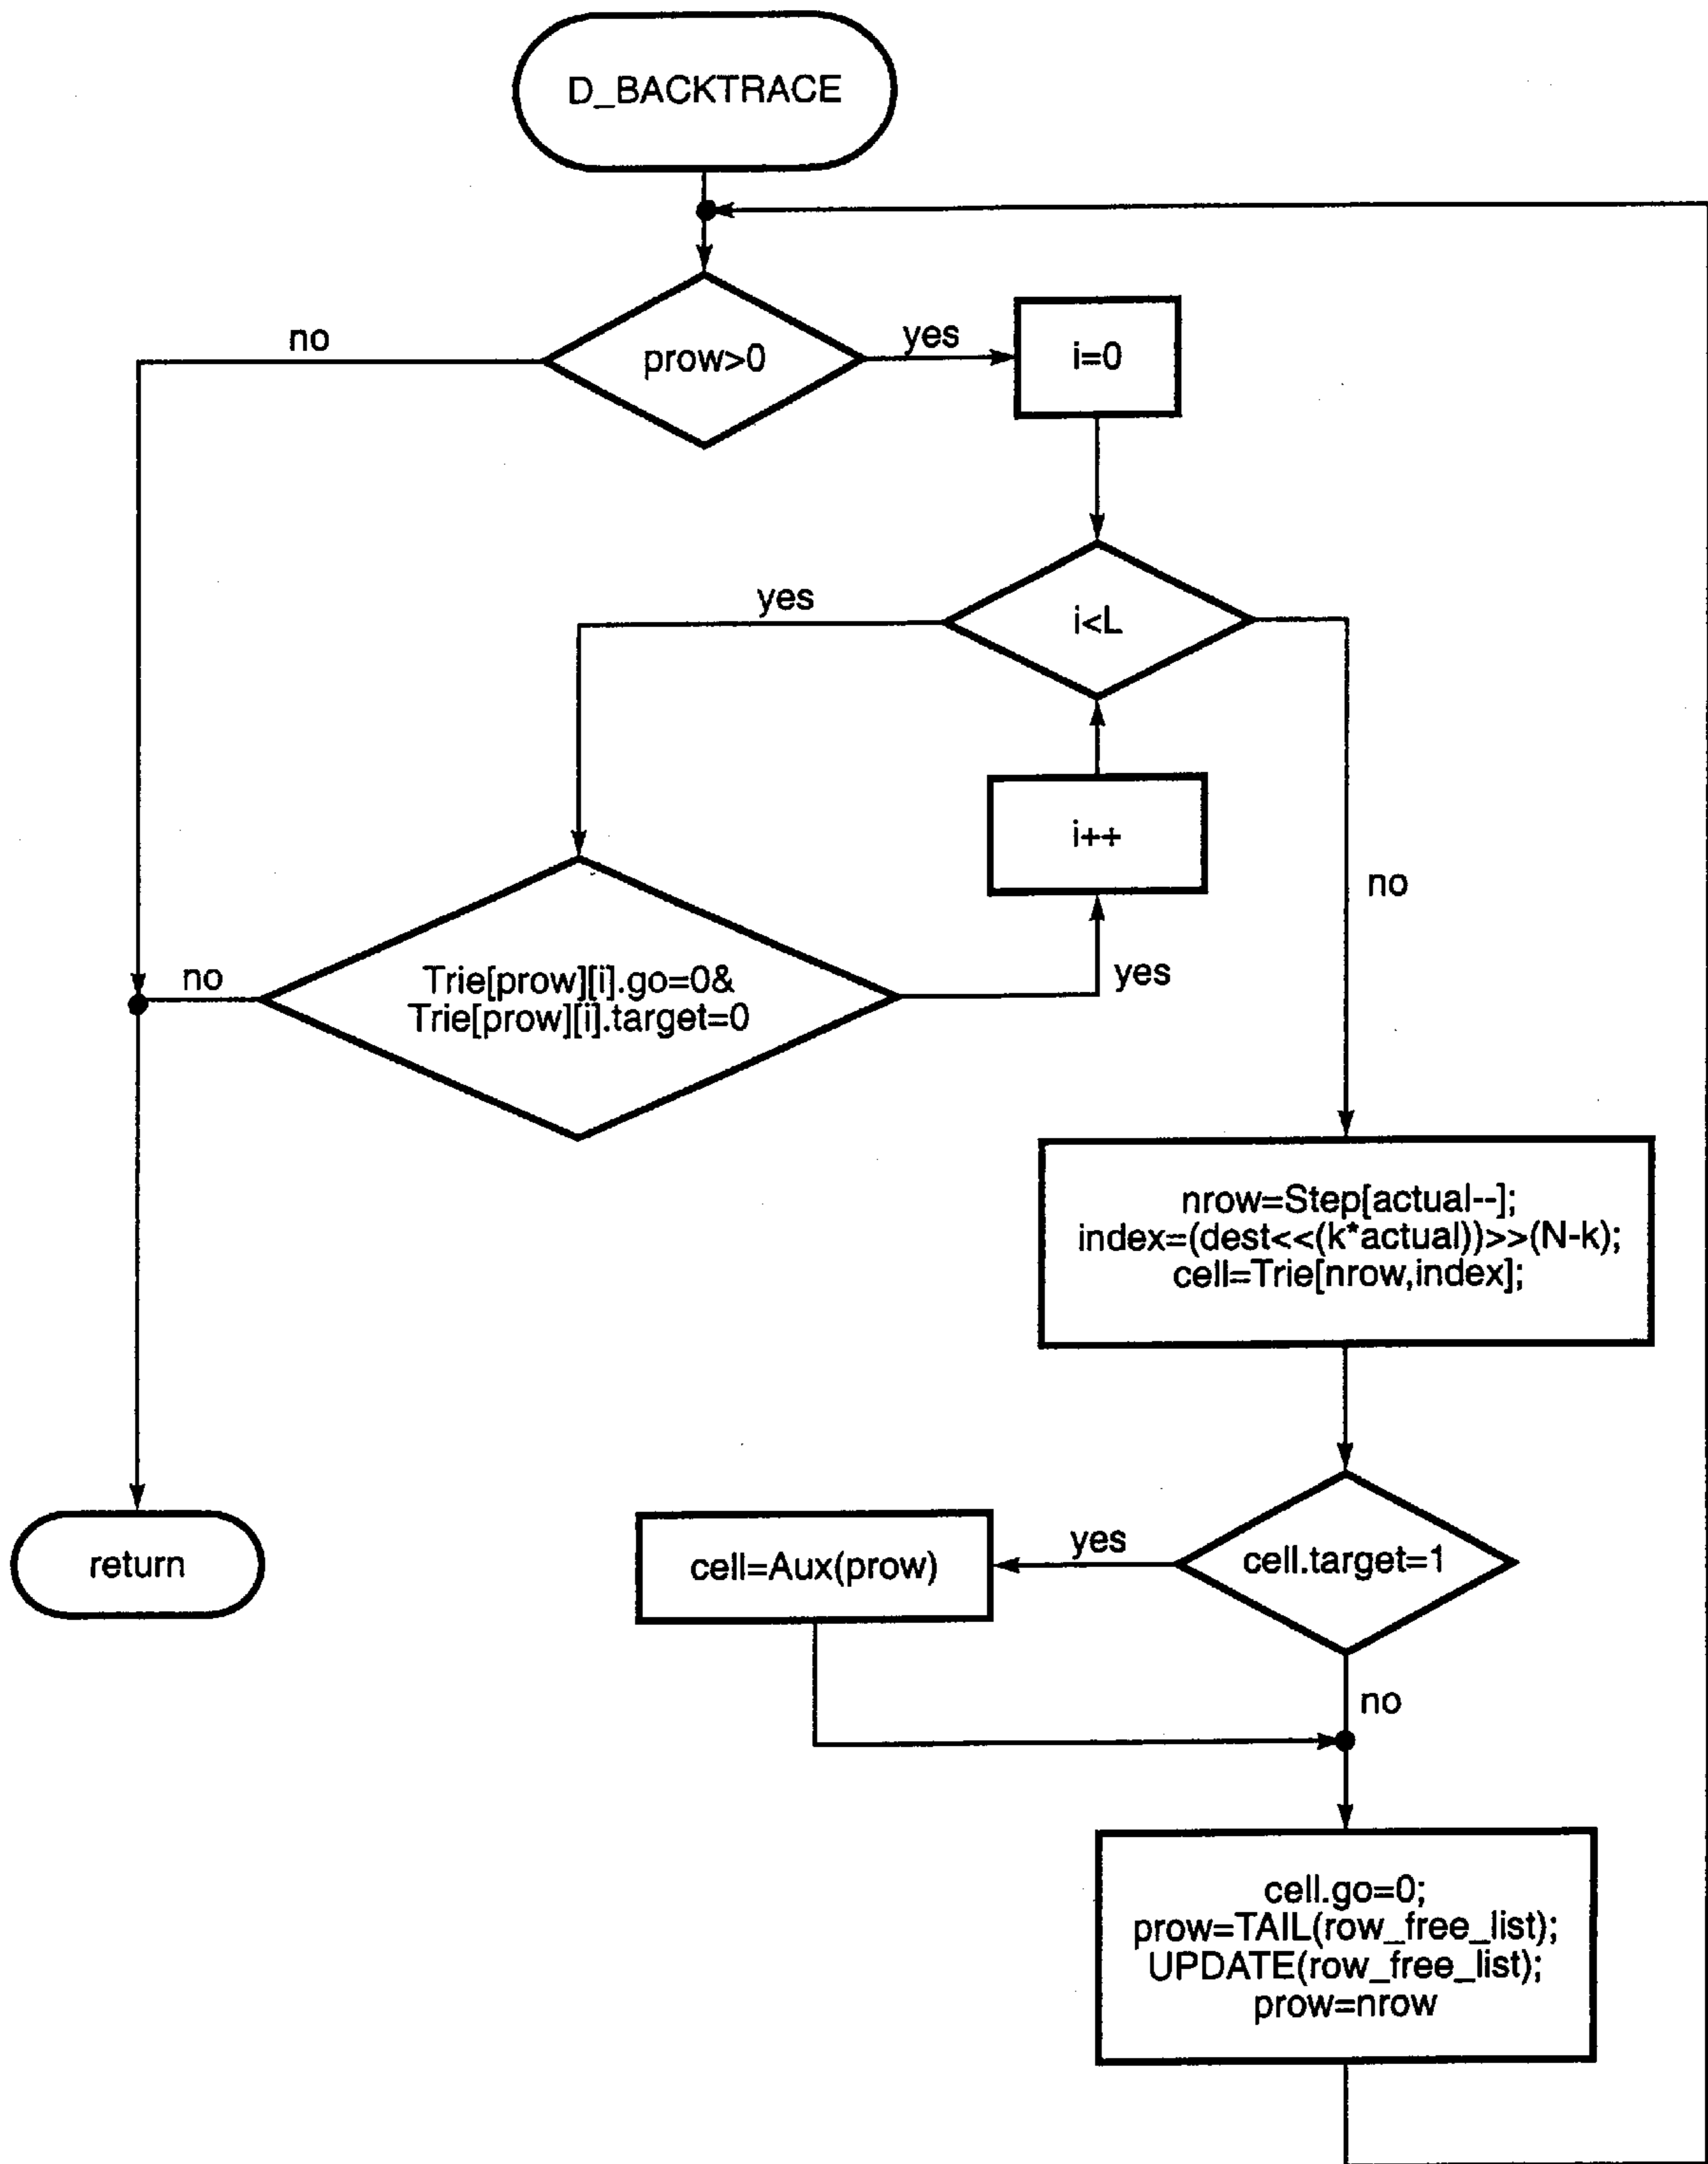 D_BACKTRACE
no
prow>0
yes
i=0
yes
i<L
i++
no
no
Trie[prow][i].go=0&
Trie[prow][i].target=0
yes
nrow=Step[actual--];
index=(dest<<(k*actual))>>(N-k);
cell=Trie[nrow,index];
return
cell=Aux(prow)
yes
cell.target=1
no
cell.go=0;
prow=TAIL(row_free_list);
UPDATE(row_free_list);
prow=nrow